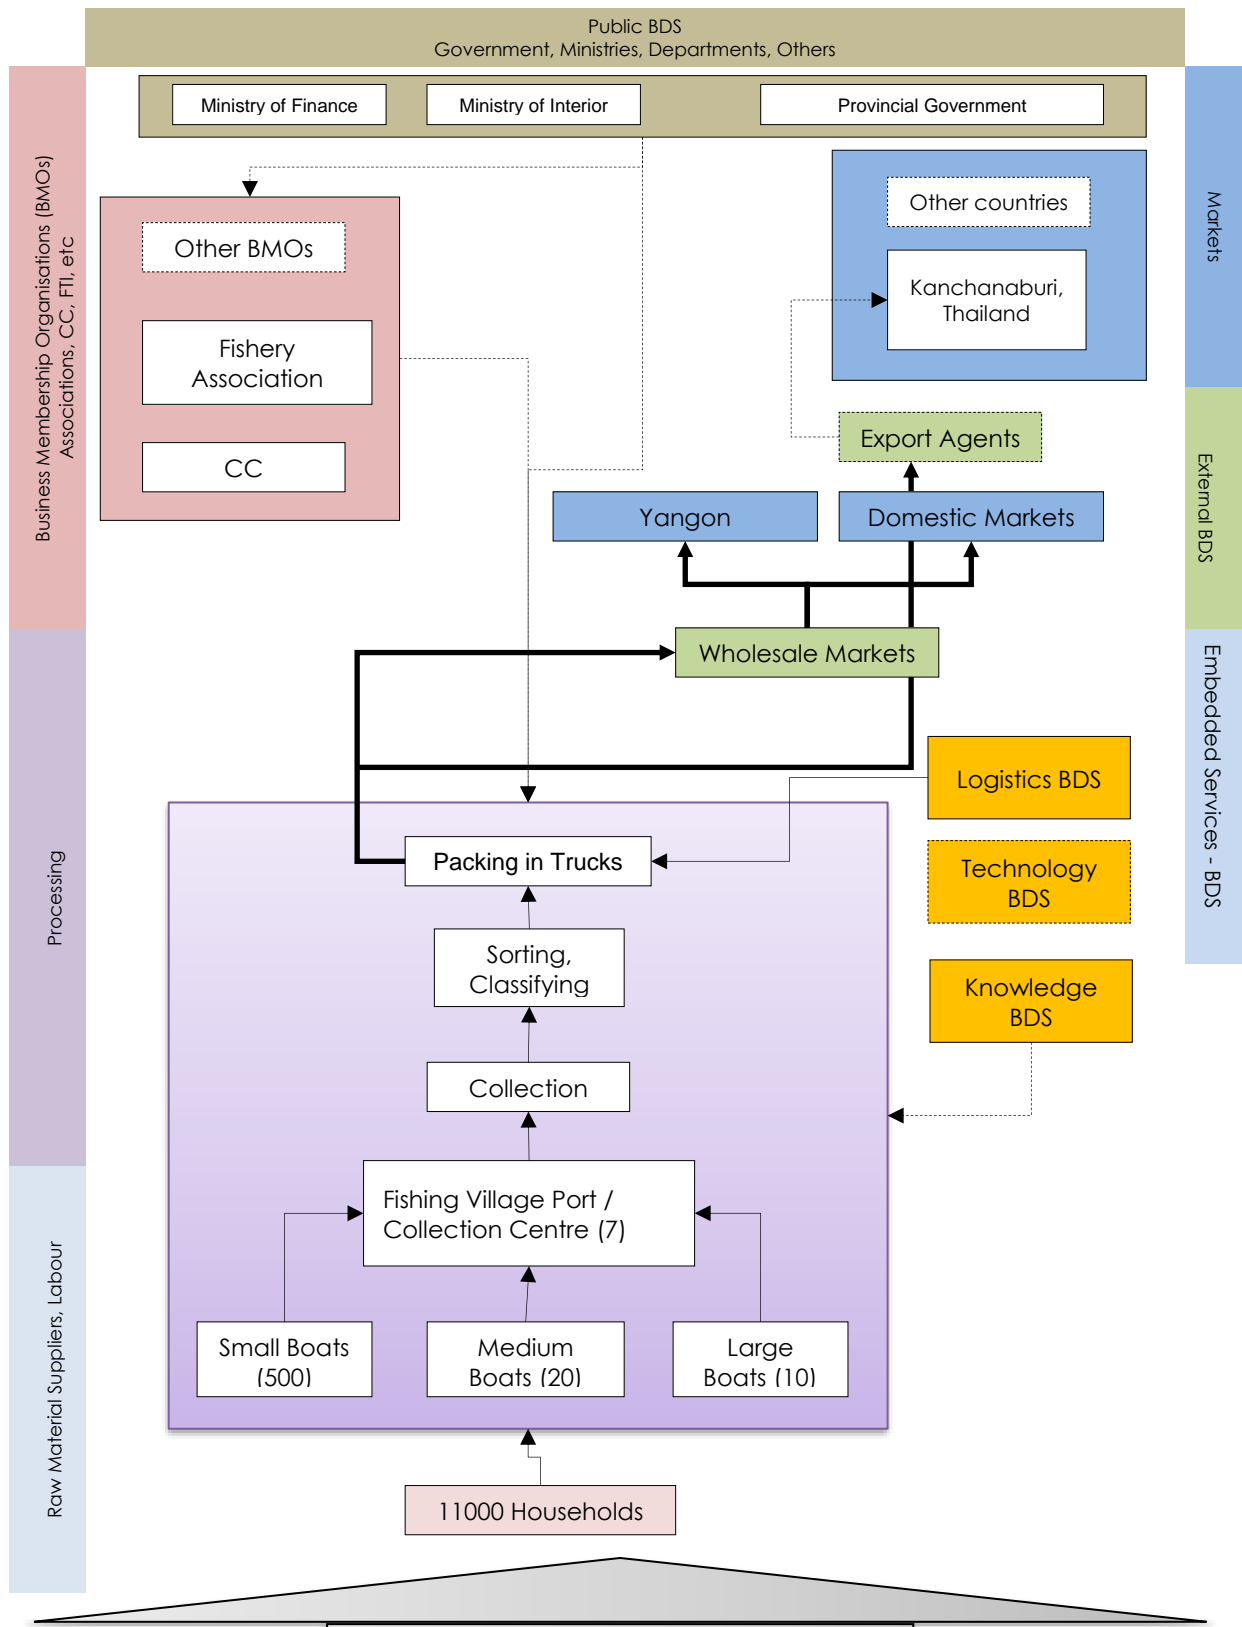 Public BDS
Government, Ministries, Departments, Others
Ministry of Finance
Ministry of Interior
Provincial Government
Business Membership Organisations (BMOs)
Associations, CC, FTI, etc
Other BMOs
Fishery
Association
CC
Other countries
Kanchanaburi,
Thailand
Markets
Export Agents
External BDS
Yangon
Domestic Markets
Wholesale Markets
Embedded Services - BDS
Logistics BDS
Technology
BDS
Knowledge
BDS
Processing
Packing in Trucks
Sorting,
Classifying
Collection
Fishing Village Port /
Collection Centre (7)
Small Boats
(500)
Medium
Boats (20)
Large
Boats (10)
Raw Material Suppliers, Labour
11000 Households